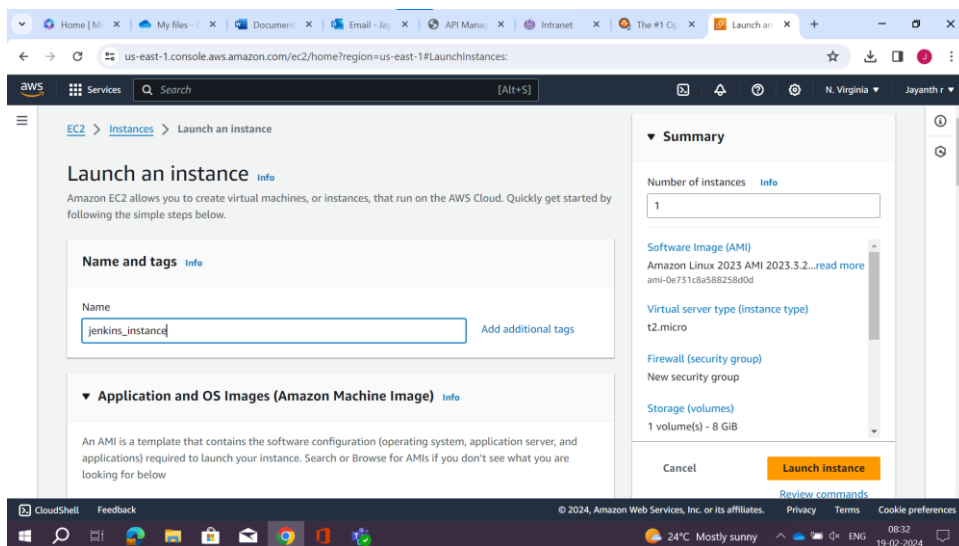 Home | Mi
My files - C
Document
Email - Jay
API Manag
Intranet
The #1 Op
Launch an
us-east-1.console.aws.amazon.com/ec2/home?region=us-east-1#LaunchInstances:
J
aws
Services
Search
[Alt+S]
N. Virginia
Jayanth r
EC2 > Instances > Launch an instance
Launch an instance Info
Amazon EC2 allows you to create virtual machines, or instances, that run on the AWS Cloud. Quickly get started by
following the simple steps below.
Name and tags Info
Name
jenkins_instance
Add additional tags
Application and OS Images (Amazon Machine Image) Info
An AMI is a template that contains the software configuration (operating system, application server, and
applications) required to launch your instance. Search or Browse for AMIs if you don't see what you are
looking for below
Summary
Number of instances Info
1
Software Image (AMI)
Amazon Linux 2023 AMI 2023.3.2...read more
ami-0e731c8a588258d0d
Virtual server type (instance type)
t2.micro
Firewall (security group)
New security group
Storage (volumes)
1 volume(s) - 8 GiB
Cancel
Launch instance
Review commands
CloudShell
Feedback
© 2024, Amazon Web Services, Inc. or its affiliates.
Privacy
Terms
Cookie preferences
24°C Mostly sunny
ENG
08:32
19-02-2024